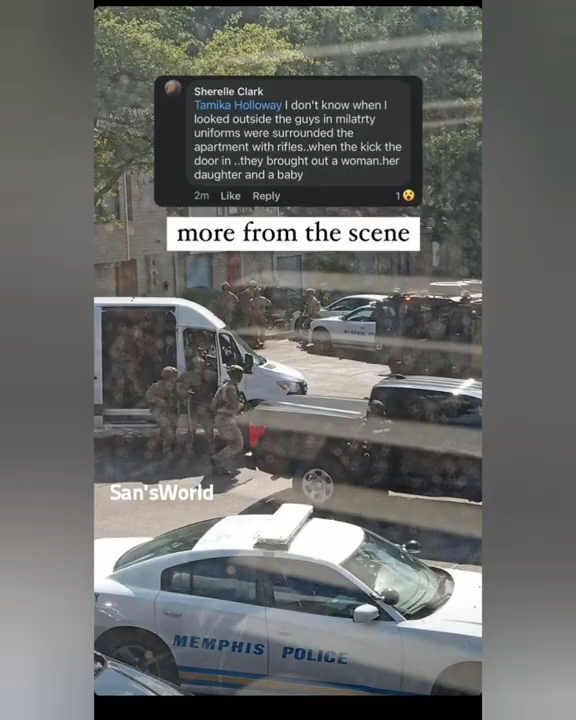 Sherelle Clark
Tamika Holloway I don't know when I
looked outside the guys in milatrty
uniforms were surrounded the
apartment with rifles..when the kick the
door in ..they brought out a woman.her
daughter and a baby
2m Like Reply 1
more from the scene
San'sWorld
MEMPHIS POLICE